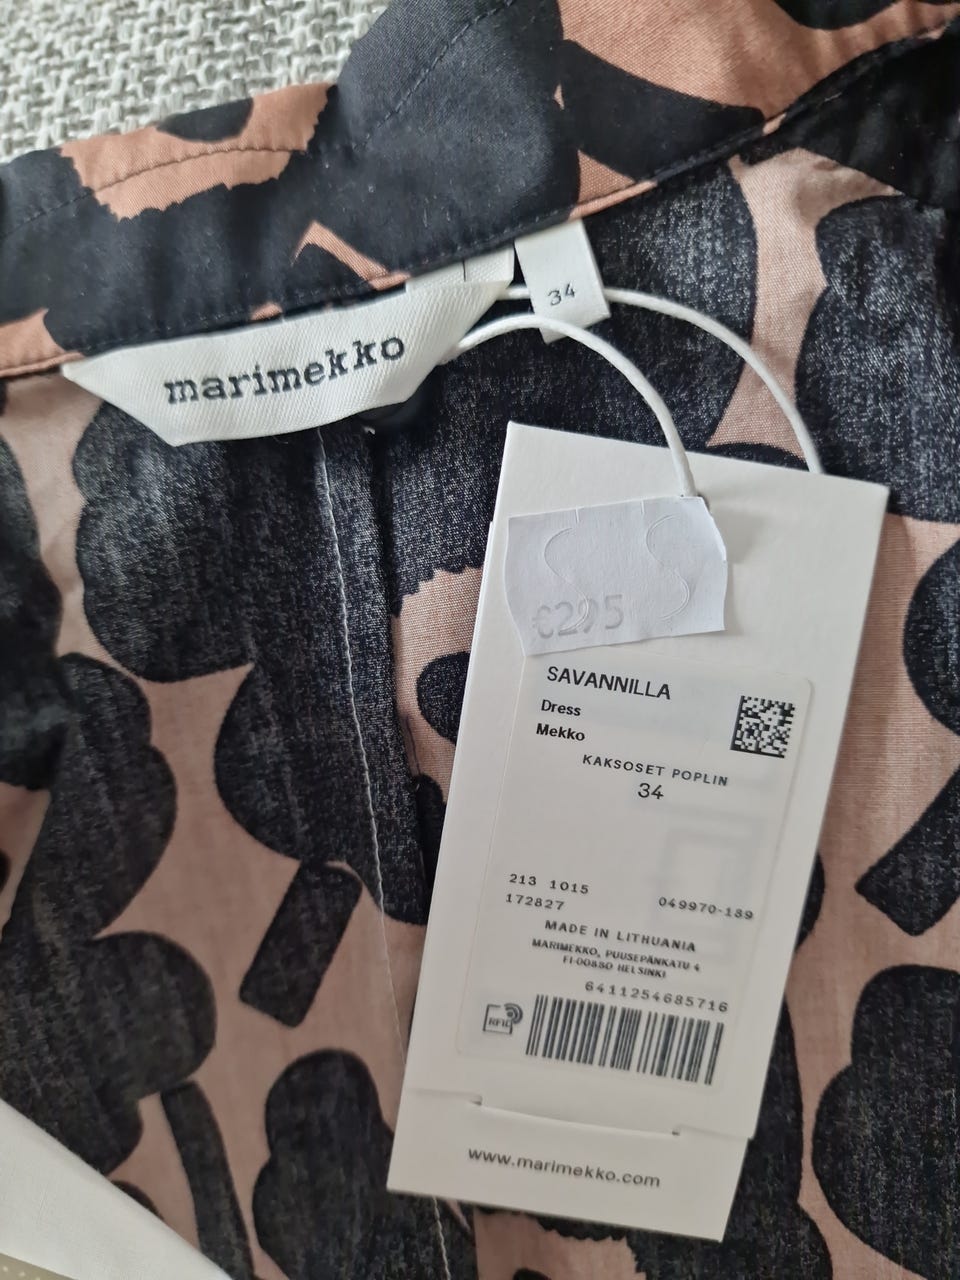 34
marimekko
€295
SAVANNILLA
Dress
Mekko
KAKSOSET POPLIN
34
213 1015
172827
049970-189
MADE IN LITHUANIA
MARIMEKKO, PUUSEPÄNKATU 4
FI-00880 HELSINKI
6411254685716
RFID
www.marimekko.com